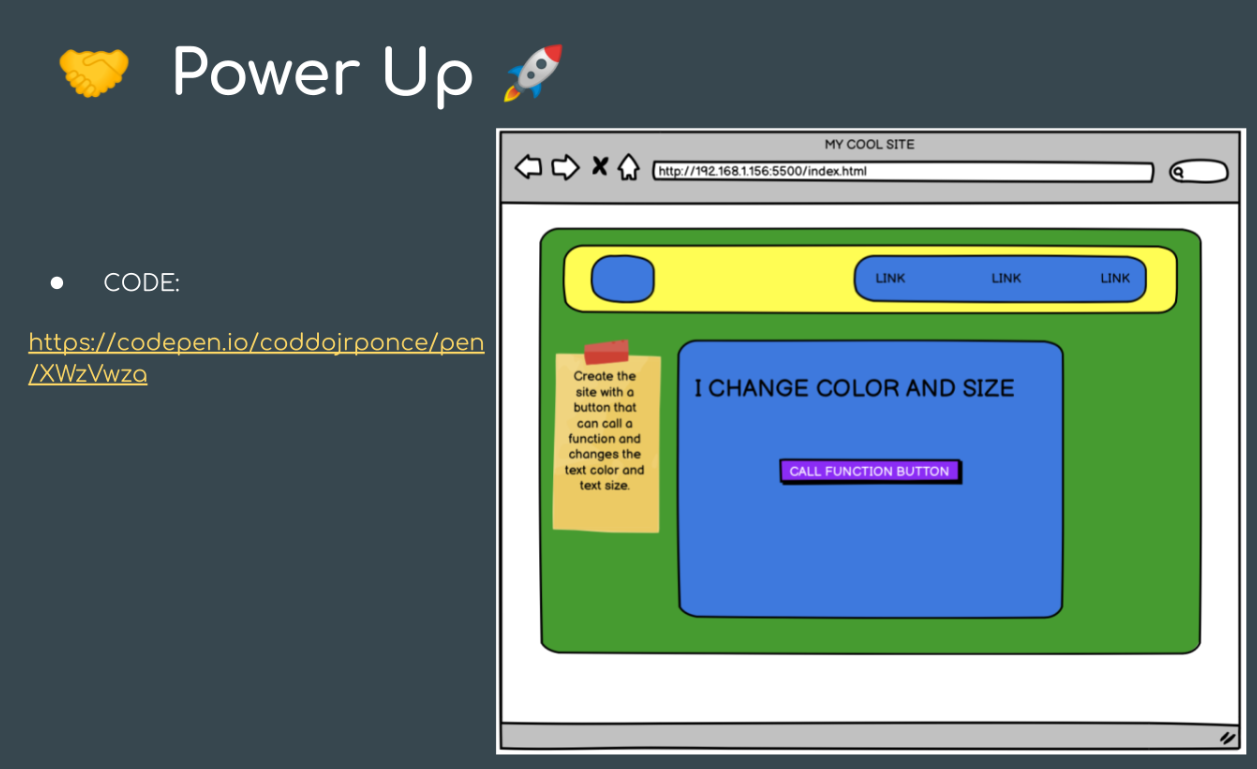 Power Up
CODE:
https://codepen.io/coddojrponce/pen
/XWzVwza
MY COOL SITE
http://192.168.1.156:5500/index.html
LINK LINK LINK
Create the
site with a
button that
can call a
function and
changes the
text color and
text size.
I CHANGE COLOR AND SIZE
CALL FUNCTION BUTTON